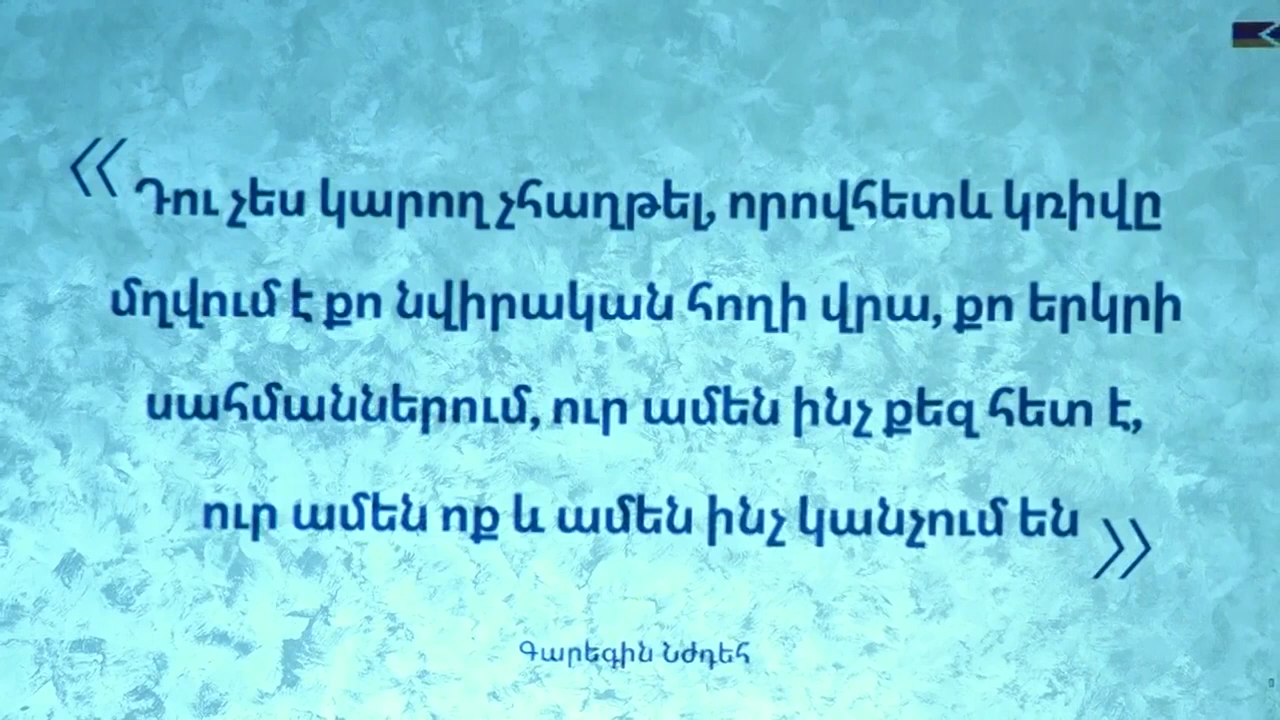 « Դու չես կարող չհաղթել, որովհետև կռիվը
մղվում է քո նվիրական հողի վրա, քո երկրի
սահմաններում, ուր ամեն ինչ քեզ հետ է,
ուր ամեն ոք և ամեն ինչ կանչում են »
Գարեգին Նժդեհ